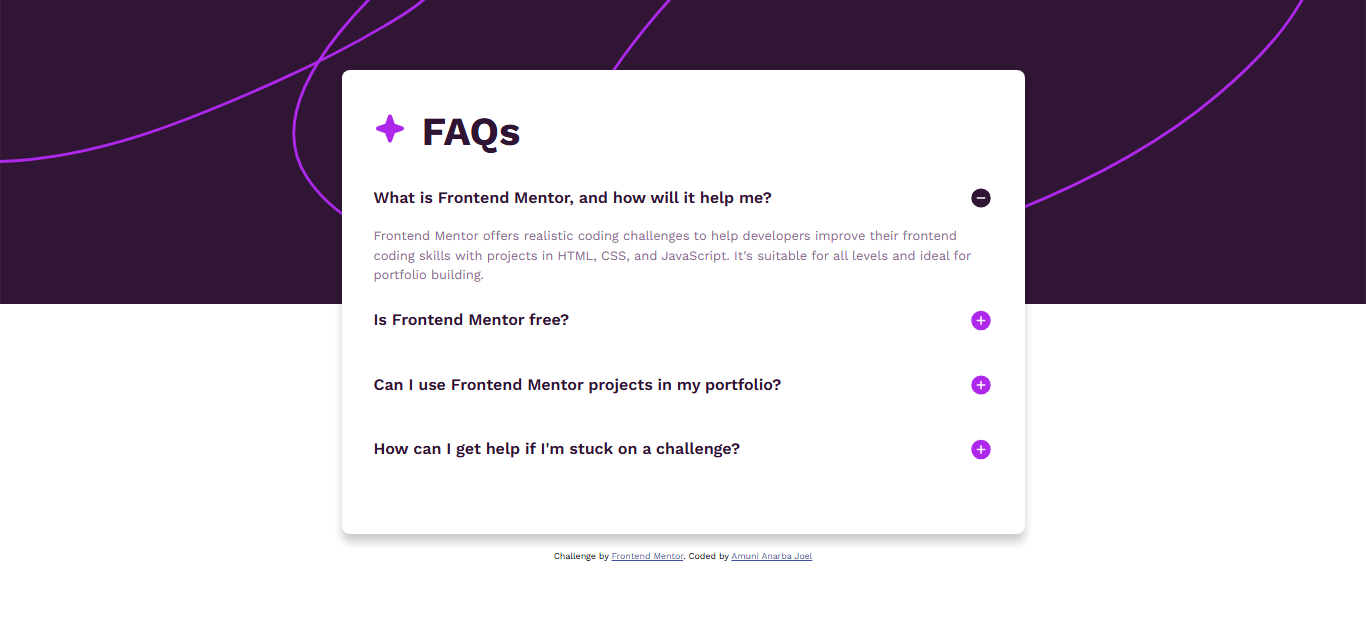 FAQs
What is Frontend Mentor, and how will it help me?
Frontend Mentor offers realistic coding challenges to help developers improve their frontend
coding skills with projects in HTML, CSS, and JavaScript. It's suitable for all levels and ideal for
portfolio building.
Is Frontend Mentor free?
Can I use Frontend Mentor projects in my portfolio?
How can I get help if I'm stuck on a challenge?
Challenge by Frontend Mentor. Coded by Amuni Anarba Joel